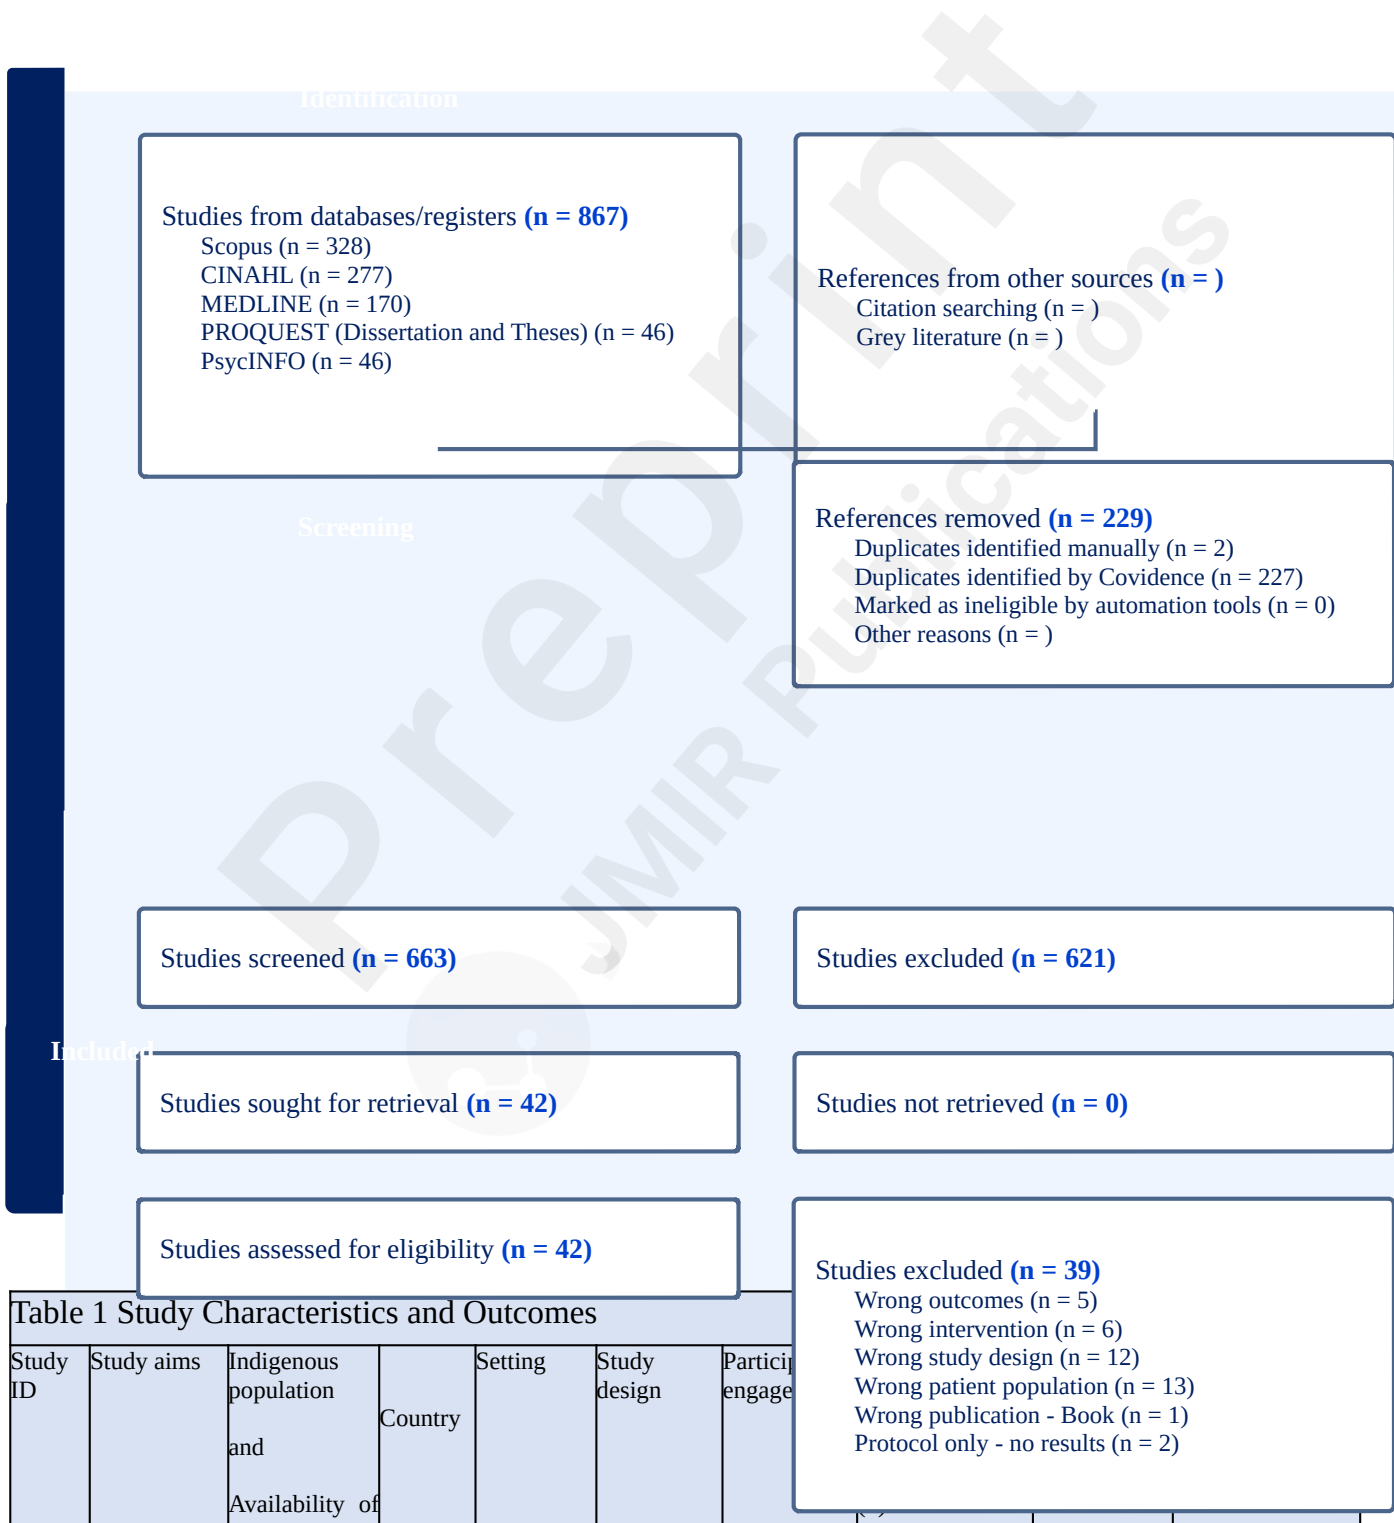 Identification
Studies from databases/registers (n = 867)
Scopus (n = 328)
CINAHL (n = 277)
MEDLINE (n = 170)
PROQUEST (Dissertation and Theses) (n = 46)
PsycINFO (n = 46)
References from other sources (n = )
Citation searching (n = )
Grey literature (n = )
Screening
References removed (n = 229)
Duplicates identified manually (n = 2)
Duplicates identified by Covidence (n = 227)
Marked as ineligible by automation tools (n = 0)
Other reasons (n = )
Studies screened (n = 663)
Studies excluded (n = 621)
Included
Studies sought for retrieval (n = 42)
Studies not retrieved (n = 0)
Studies assessed for eligibility (n = 42)
Studies excluded (n = 39)
Wrong outcomes (n = 5)
Wrong intervention (n = 6)
Wrong study design (n = 12)
Wrong patient population (n = 13)
Wrong publication - Book (n = 1)
Protocol only - no results (n = 2)
Table 1 Study Characteristics and Outcomes
Study
ID
Study aims
Indigenous
population
and
Availability of
Country
Setting
Study
design
Preprint
JMIR Publications